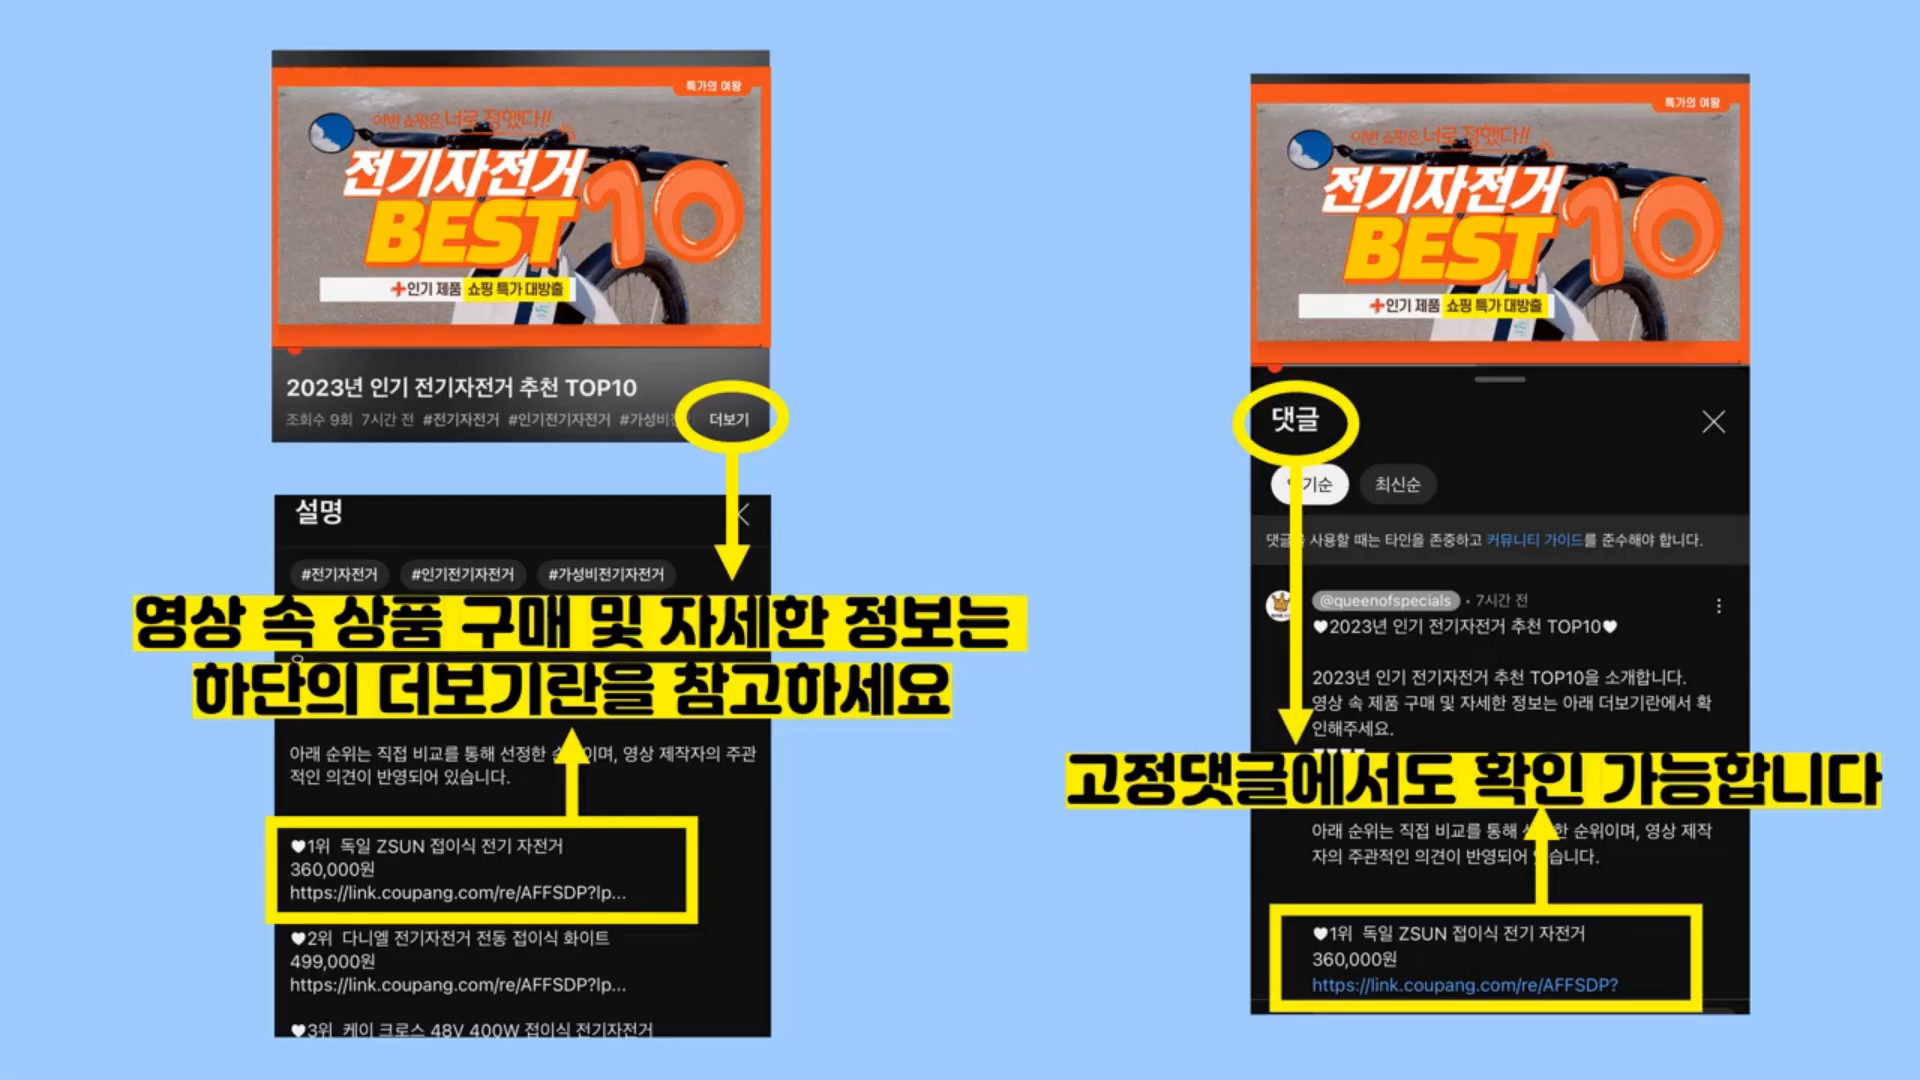 특가의 여왕
이번 쇼핑은 너로 정했다!!
전기자전거
BEST 10
+인기 제품 쇼핑 특가 대방출
2023년 인기 전기자전거 추천 TOP10
조회수 9회 7시간 전 #전기자전거 #인기전기자전거 #가성비 더보기
설명
#전기자전거 #인기전기자전거 #가성비전기자전거
영상 속 상품 구매 및 자세한 정보는
하단의 더보기란을 참고하세요
아래 순위는 직접 비교를 통해 선정한 이며, 영상 제작자의 주관
적인 의견이 반영되어 있습니다.
♥1위 독일 ZSUN 접이식 전기 자전거
360,000원
https://link.coupang.com/re/AFFSDP?lp...
♥2위 다니엘 전기자전거 전동 접이식 화이트
499,000원
https://link.coupang.com/re/AFFSDP?lp...
♥3위 케이 크로스 48V 400W 접이식 전기자전거
특가의 여왕
이번 쇼핑은 너로 정했다!!
전기자전거
BEST 10
+인기 제품 쇼핑 특가 대방출
댓글
기순 최신순
댓글 사용할 때는 타인을 존중하고 커뮤니티 가이드를 준수해야 합니다.
@queenofspecials · 7시간 전
♥2023년 인기 전기자전거 추천 TOP10♥
2023년 인기 전기자전거 추천 TOP10을 소개합니다.
영상 속 제품 구매 및 자세한 정보는 아래 더보기란에서 확
인해주세요.
고정댓글에서도 확인 가능합니다
아래 순위는 직접 비교를 통해 한 순위이며, 영상 제작
자의 주관적인 의견이 반영되어 습니다.
♥1위 독일 ZSUN 접이식 전기 자전거
360,000원
https://link.coupang.com/re/AFFSDP?